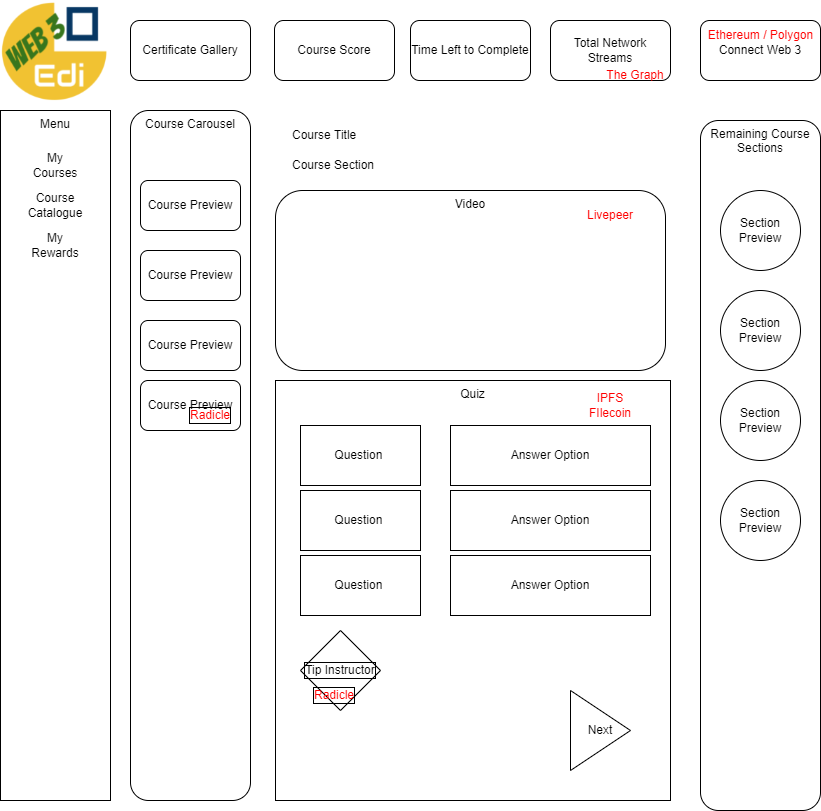 WEB 3
Edi
Certificate Gallery
Course Score
Time Left to Complete
Total Network
Streams
The Graph
Ethereum / Polygon
Connect Web 3
Menu
My
Courses
Course
Catalogue
My
Rewards
Course Carousel
Course Preview
Course Preview
Course Preview
Course Preview
Radicle
Course Title
Course Section
Video
Livepeer
Quiz
IPFS
FIlecoin
Question
Answer Option
Question
Answer Option
Question
Answer Option
Tip Instructor
Radicle
Next
Remaining Course
Sections
Section
Preview
Section
Preview
Section
Preview
Section
Preview